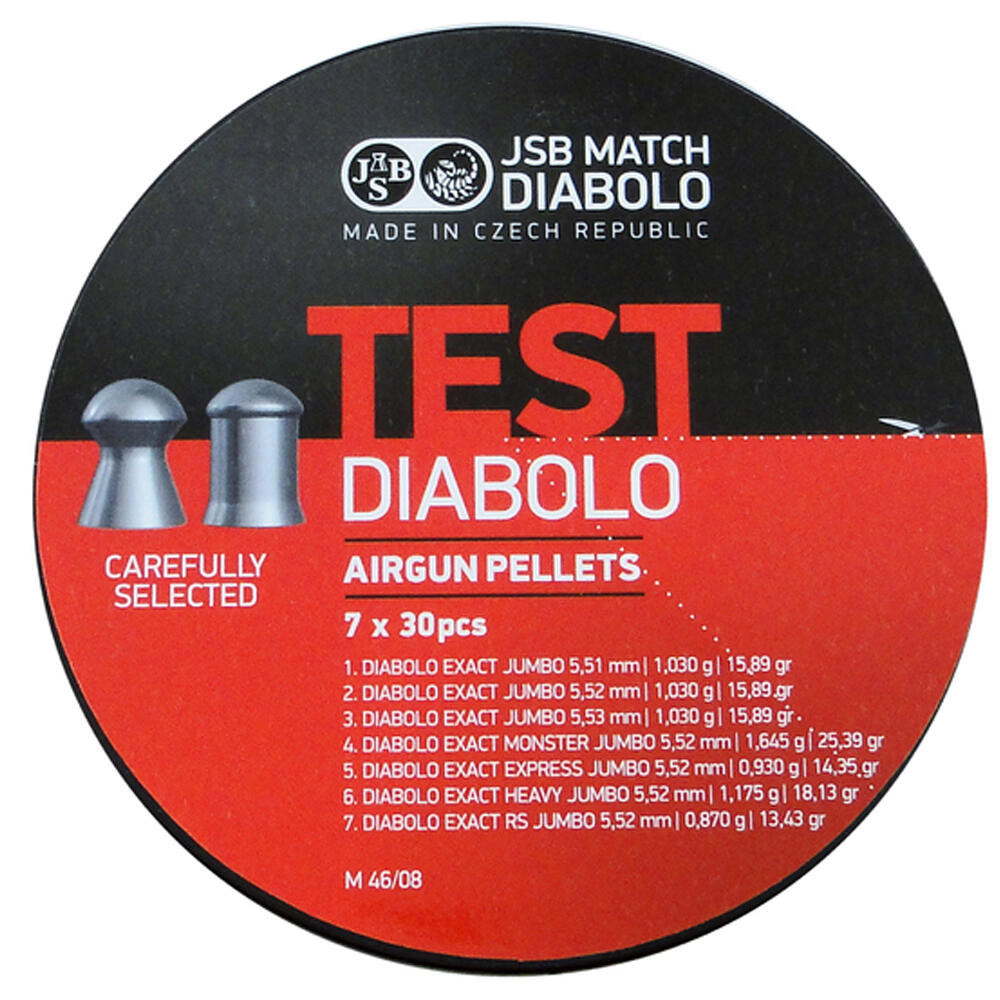 JSB
JSB MATCH
DIABOLO
MADE IN CZECH REPUBLIC
TEST
DIABOLO
CAREFULLY
SELECTED
AIRGUN PELLETS
7 x 30pcs
1. DIABOLO EXACT JUMBO 5,51 mm | 1,030 g | 15,89 gr
2. DIABOLO EXACT JUMBO 5,52 mm | 1,030 g | 15,89 gr
3. DIABOLO EXACT JUMBO 5,53 mm | 1,030 g | 15,89 gr
4. DIABOLO EXACT MONSTER JUMBO 5,52 mm | 1,645 g | 25,39 gr
5. DIABOLO EXACT EXPRESS JUMBO 5,52 mm | 0,930 g | 14,35 gr
6. DIABOLO EXACT HEAVY JUMBO 5,52 mm | 1,175 g | 18,13 gr
7. DIABOLO EXACT RS JUMBO 5,52 mm | 0,870 g | 13,43 gr
M 46/08